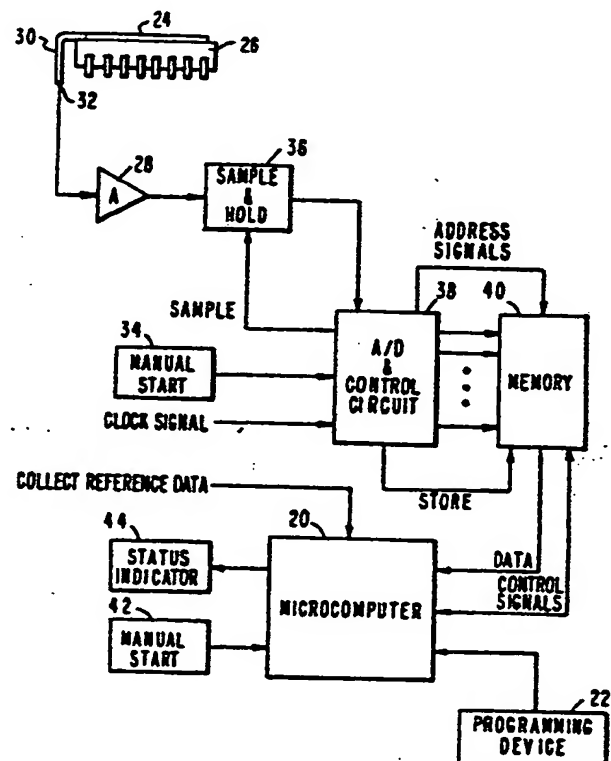 24
30
26
32
28
A
36
SAMPLE
&
HOLD
ADDRESS
SIGNALS
SAMPLE
38
40
34
MANUAL
START
A/D
&
CONTROL
CIRCUIT
MEMORY
CLOCK SIGNAL
STORE
COLLECT REFERENCE DATA
20
44
STATUS
INDICATOR
DATA
CONTROL
SIGNALS
MICROCOMPUTER
42
MANUAL
START
22
PROGRAMMING
DEVICE